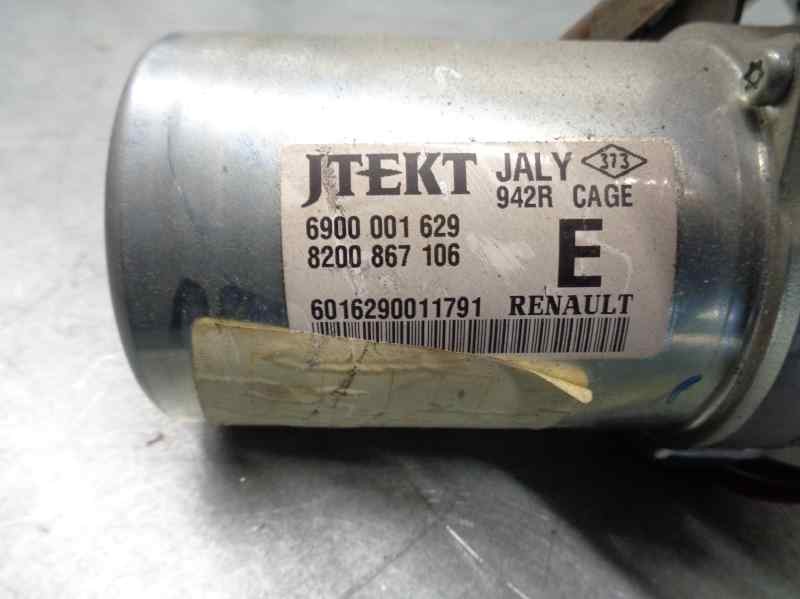 JTEKT JALY 373
942R CAGE
6900 001 629
8200 867 106
E
6016290011791 RENAULT